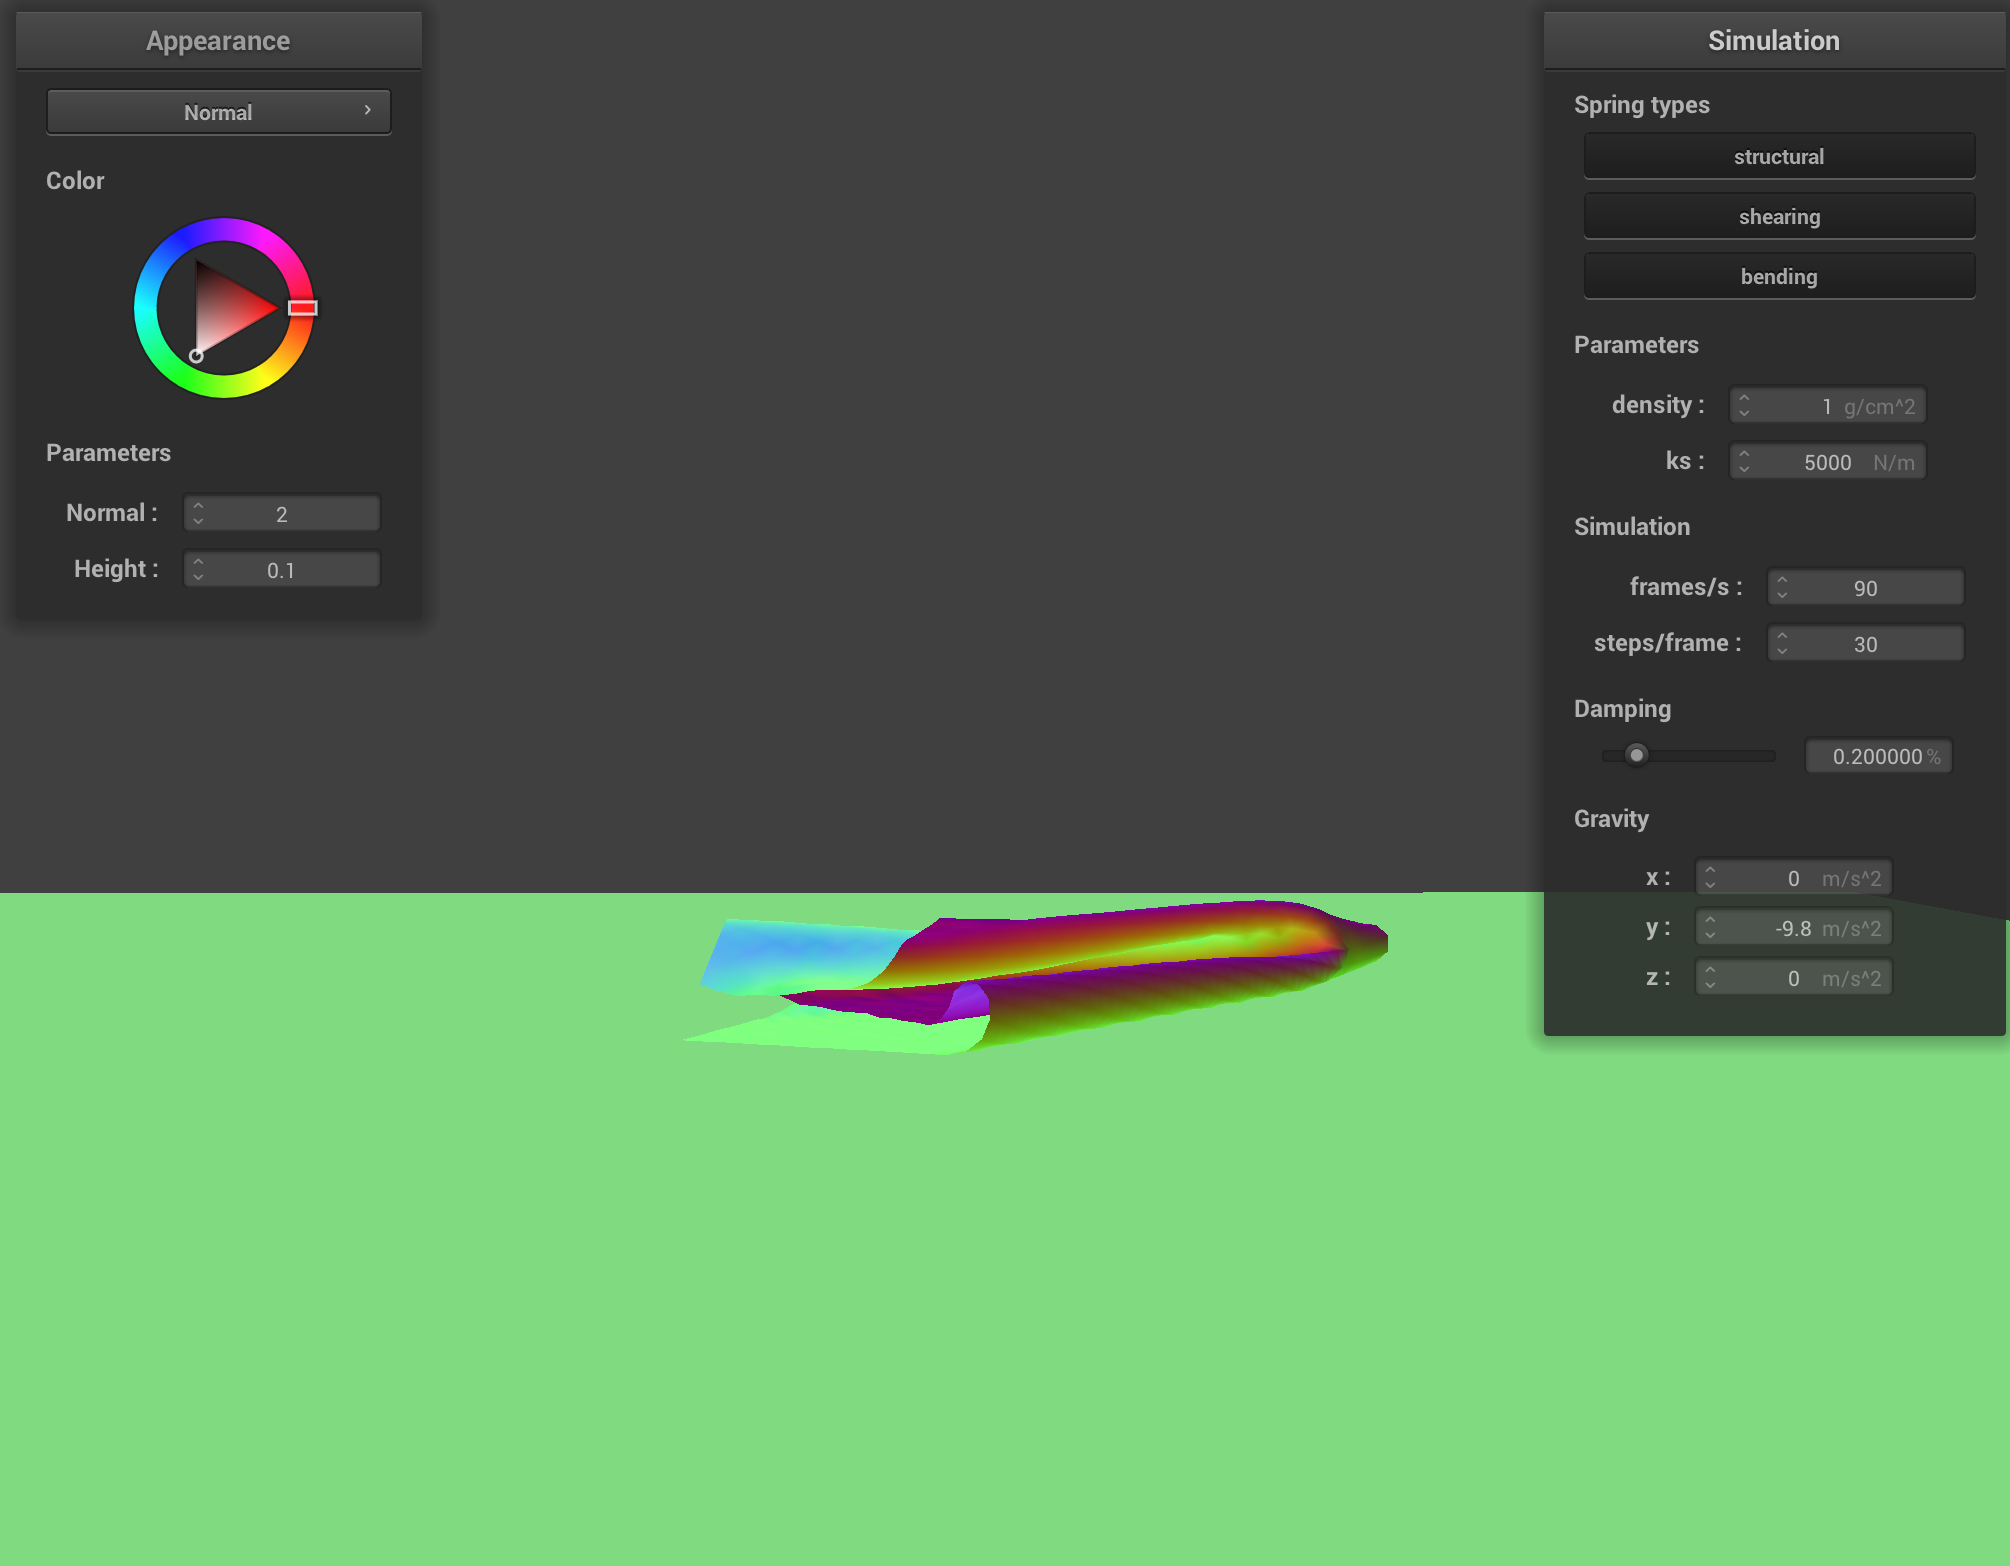 Appearance
Normal
Color
Parameters
Normal : 2
Height : 0.1
Simulation
Spring types
structural
shearing
bending
Parameters
density : 1 g/cm^2
ks : 5000 N/m
Simulation
frames/s : 90
steps/frame : 30
Damping
0.200000 %
Gravity
x : 0 m/s^2
y : -9.8 m/s^2
z : 0 m/s^2